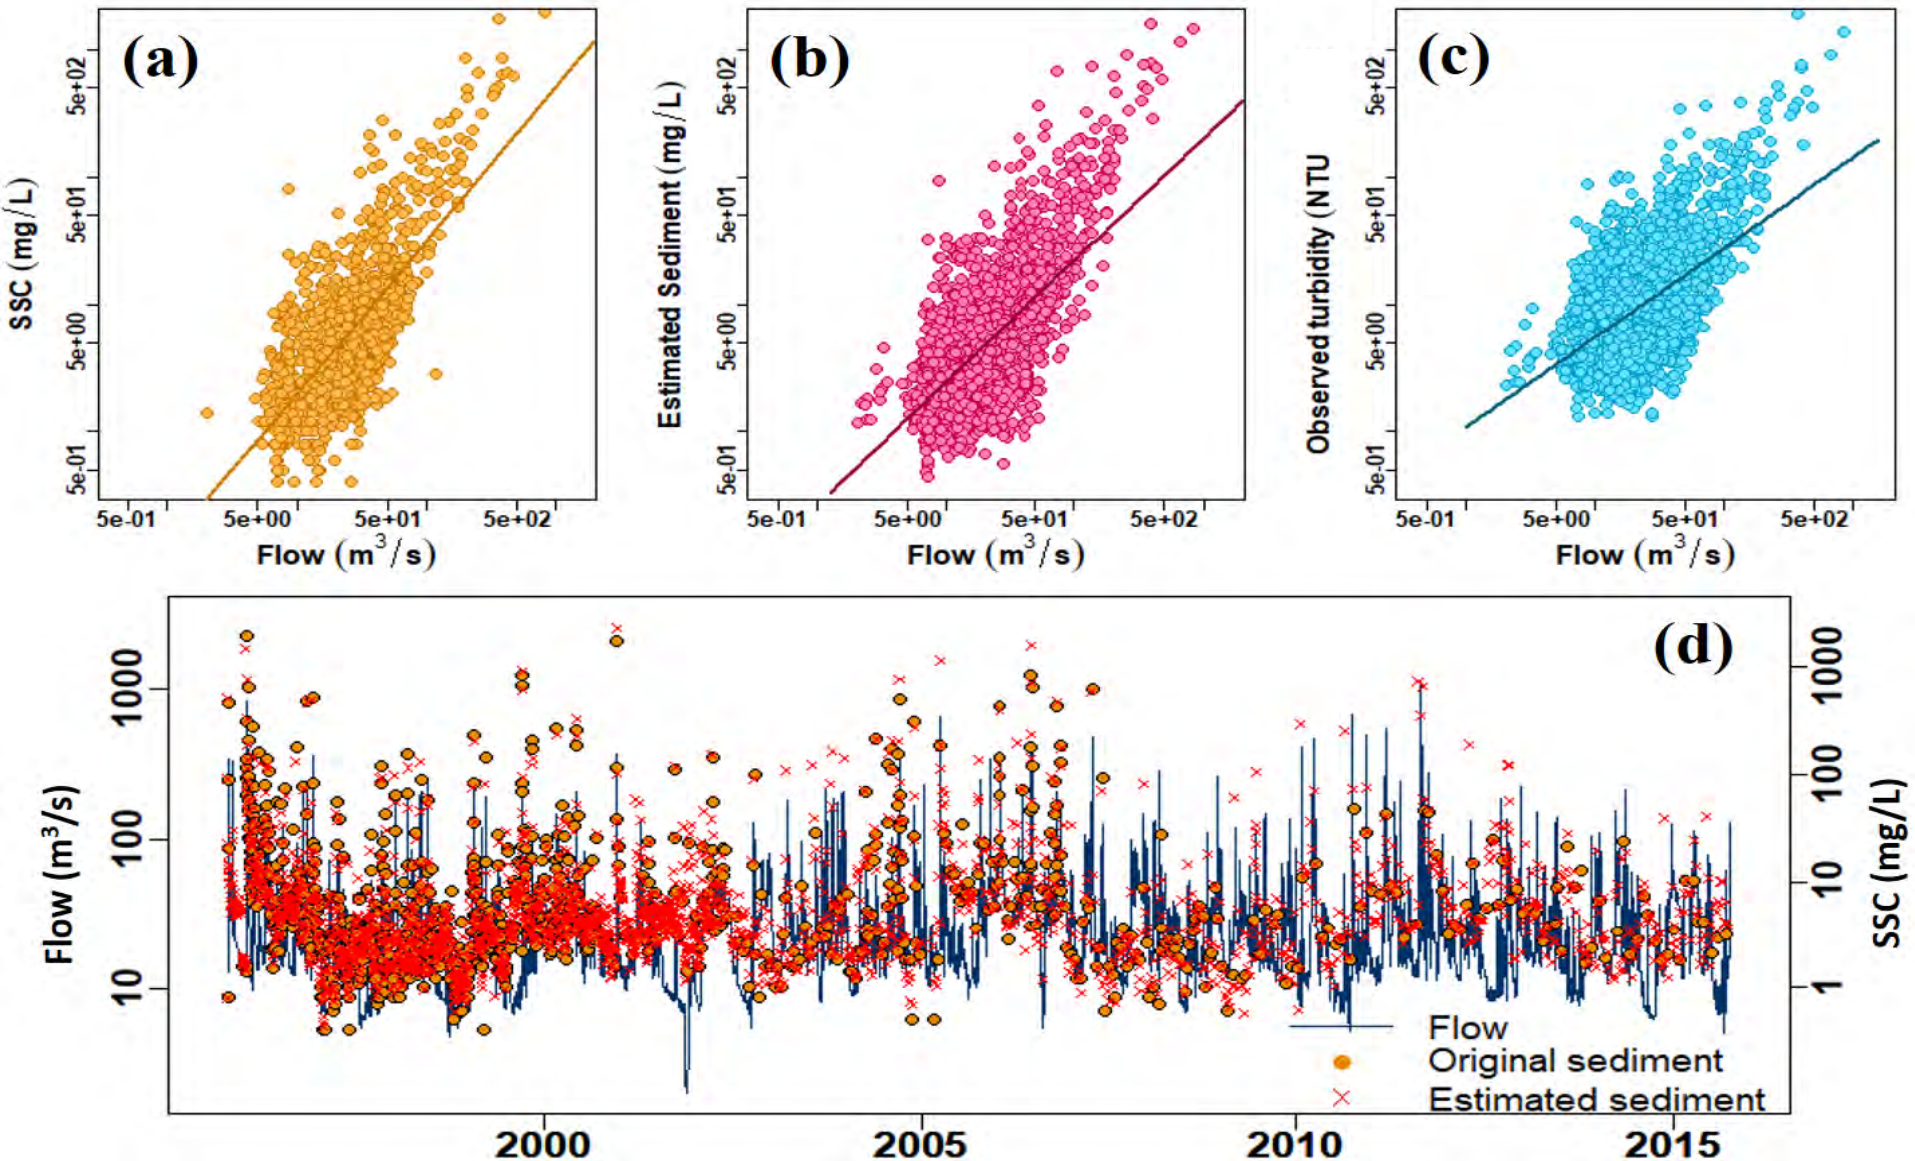 (a)
SSC (mg/L)
5e-01
5e+00
5e+01
5e+02
5e-01
5e+00
5e+01
5e+02
Flow (m³/s)
(b)
Estimated Sediment (mg/L)
5e-01
5e+00
5e+01
5e+02
5e-01
5e+00
5e+01
5e+02
Flow (m³/s)
(c)
Observed turbidity (NTU
5e-01
5e+00
5e+01
5e+02
5e-01
5e+00
5e+01
5e+02
Flow (m³/s)
(d)
Flow (m³/s)
10
100
1000
2000
2005
2010
2015
1
10
100
1000
SSC (mg/L)
Flow
Original sediment
Estimated sediment